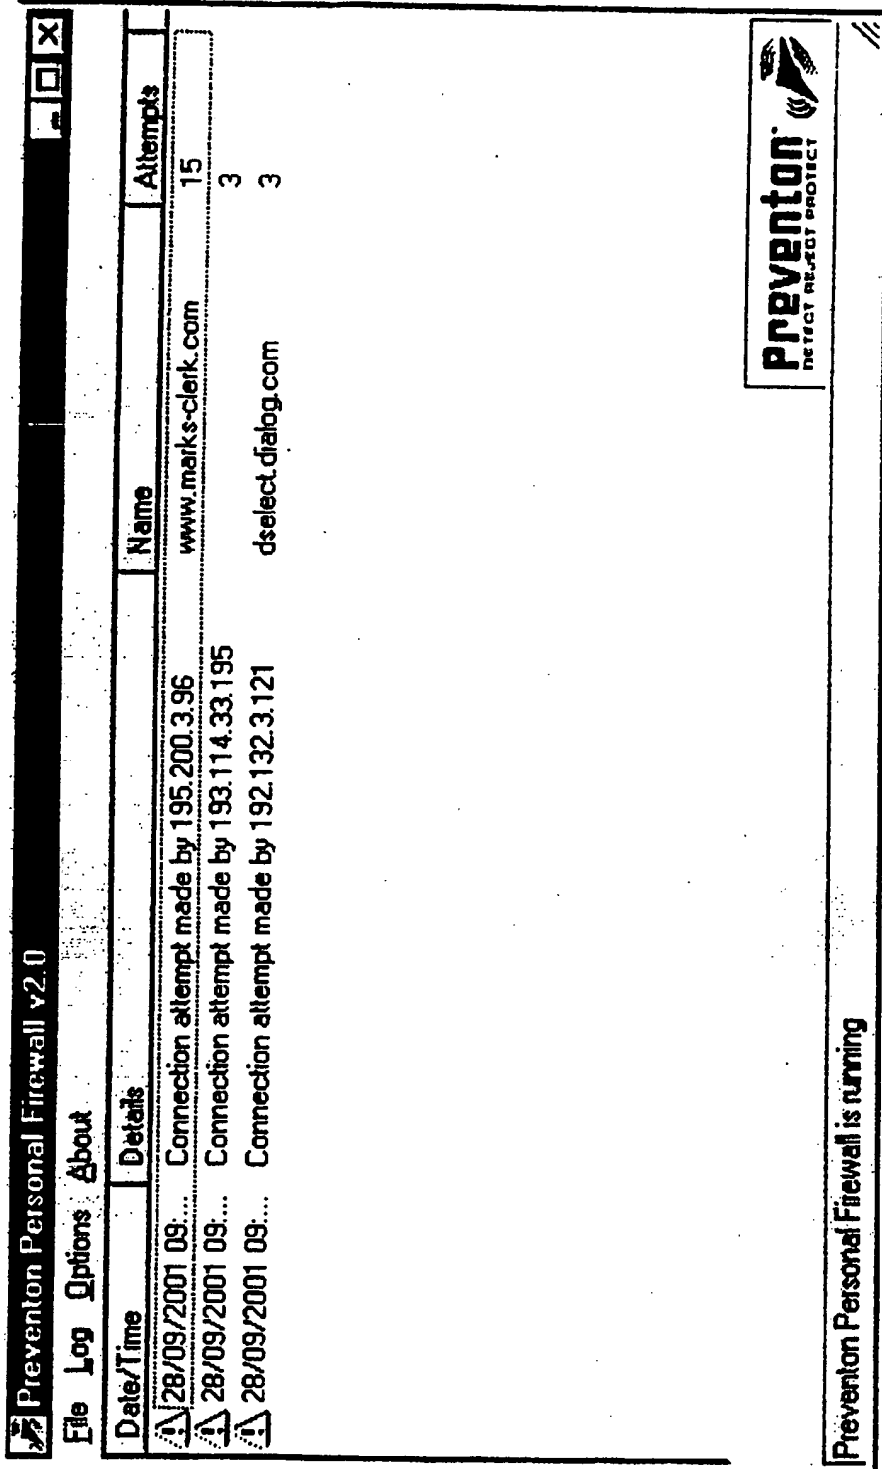 Preventon Personal Firewall v2.0
File Log Options About
Date/Time Details Name Attempts
28/09/2001 09:... Connection attempt made by 195.200.3.96 www.marks-clerk.com 15
28/09/2001 09:... Connection attempt made by 193.114.33.195 3
28/09/2001 09:... Connection attempt made by 192.132.3.121 dselect.dialog.com 3
Preventon
DETECT REJECT PROTECT
Preventon Personal Firewall is running